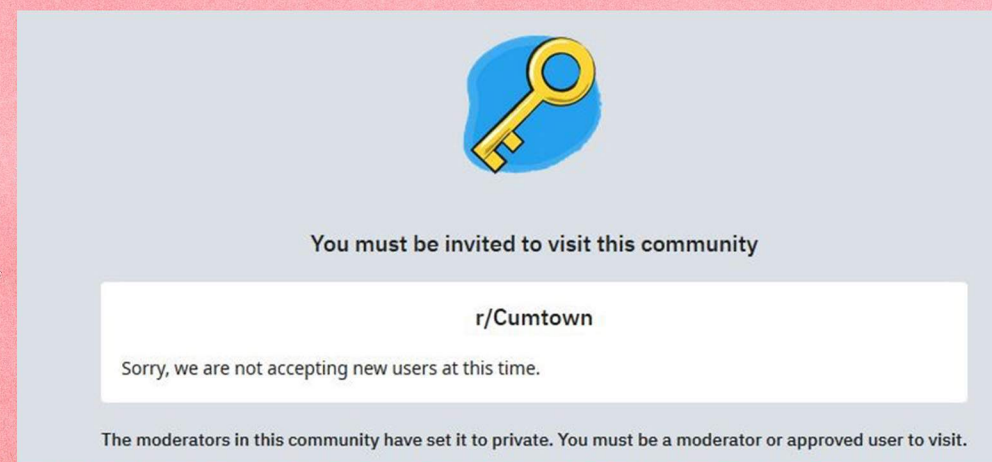 You must be invited to visit this community
r/Cumtown
Sorry, we are not accepting new users at this time.
The moderators in this community have set it to private. You must be a moderator or approved user to visit.